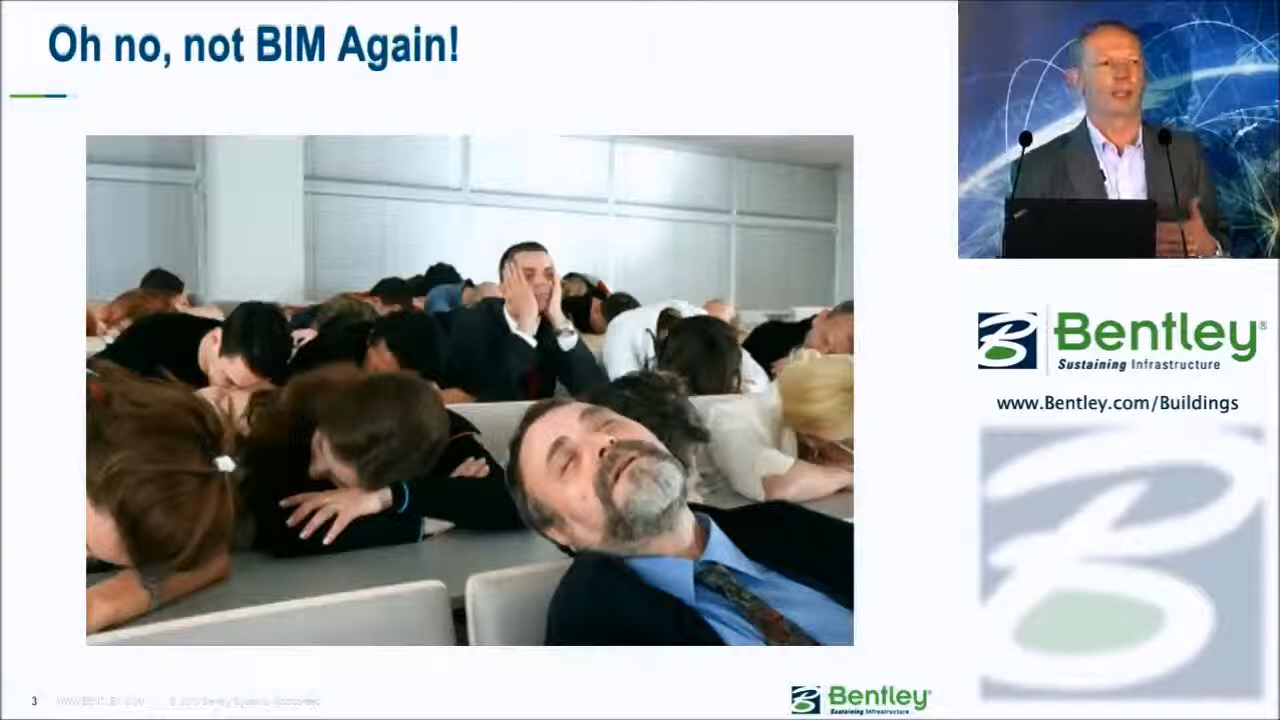 Oh no, not BIM Again!
Bentley®
Sustaining Infrastructure
www.Bentley.com/Buildings
3
Bentley®
Sustaining Infrastructure